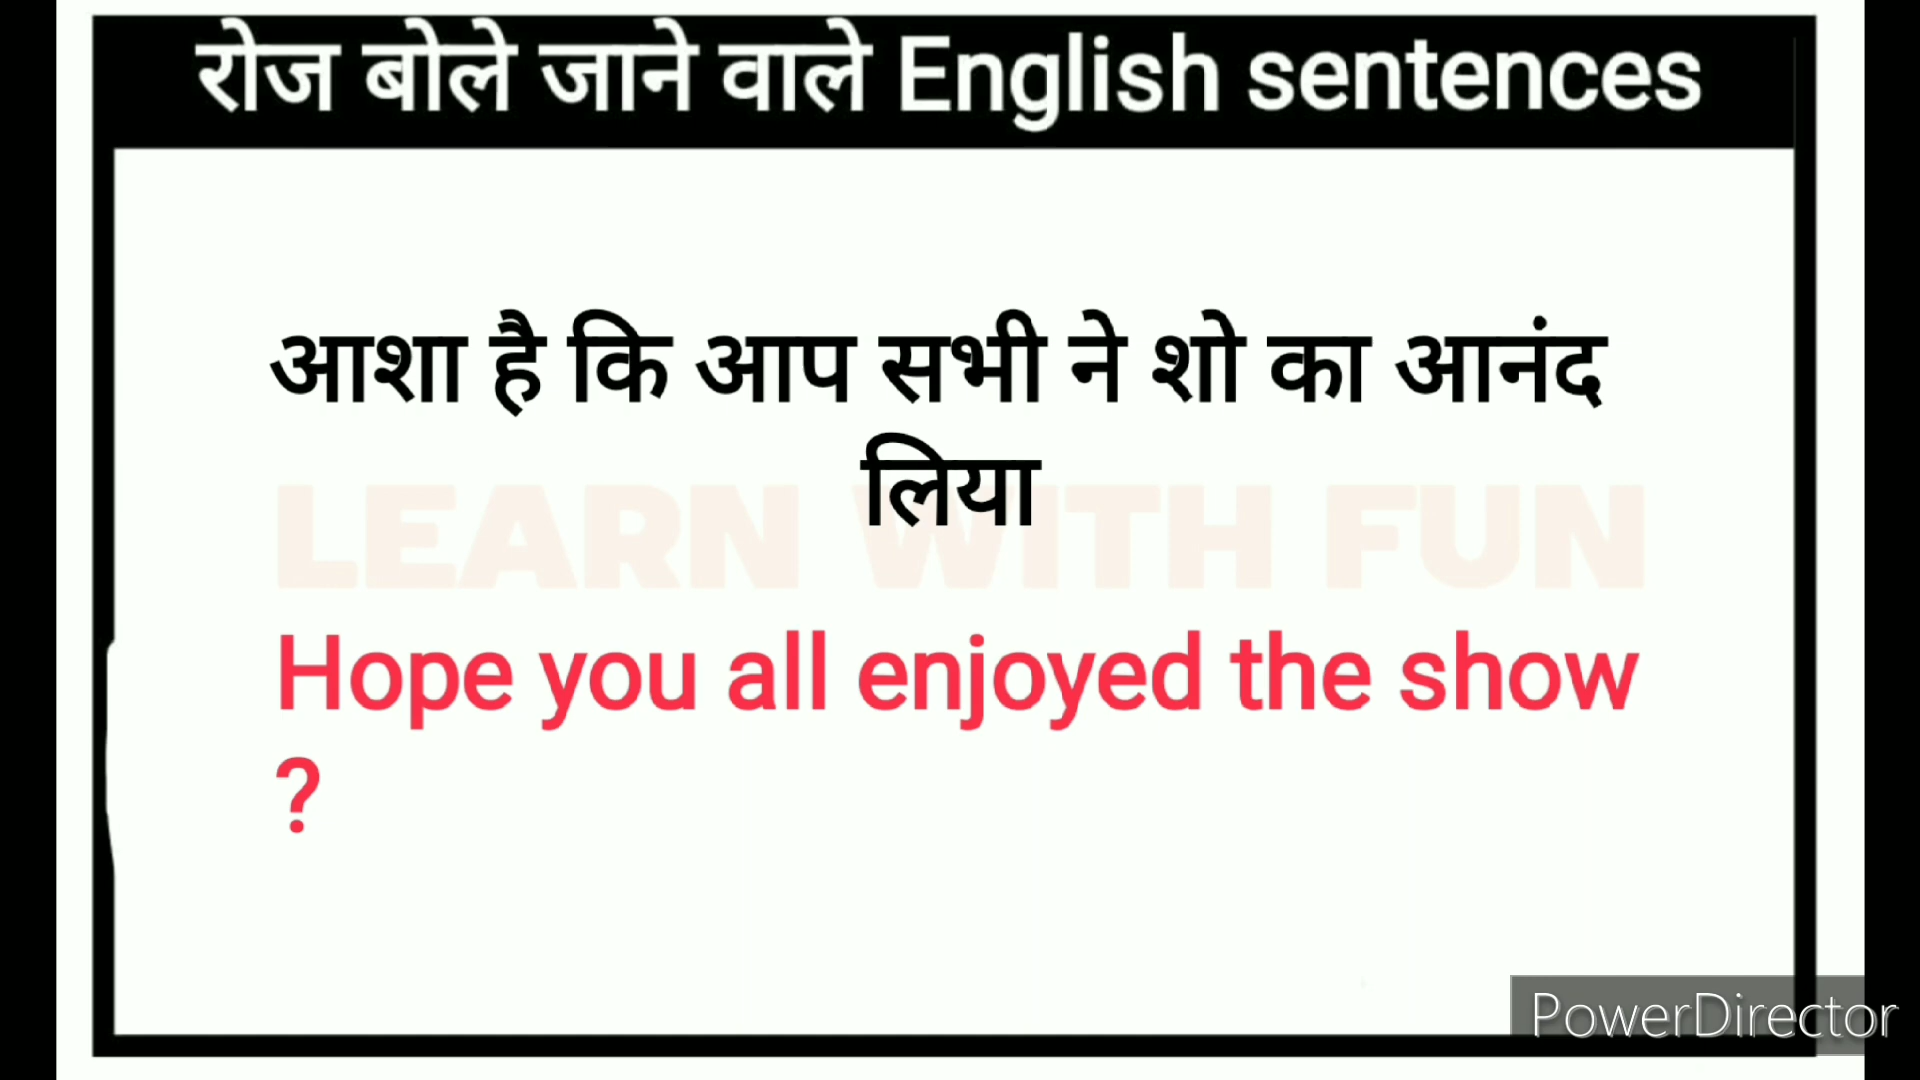 रोज बोले जाने वाले English sentences
आशा है कि आप सभी ने शो का आनंद
लिया
LEARN WITH FUN
Hope you all enjoyed the show
?
PowerDirector